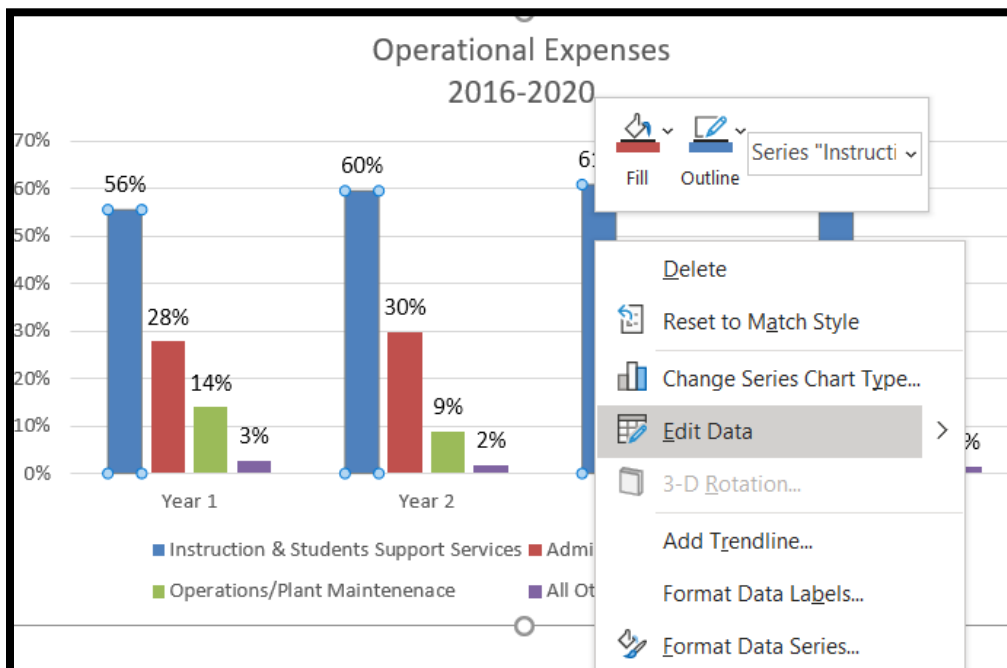 Operational Expenses
2016-2020
70%
60%
50%
40%
30%
20%
10%
0%
56%
28%
14%
3%
60%
30%
9%
2%
Year 1
Year 2
Instruction & Students Support Services
Operations/Plant Maintenenace
Fill
Outline
Series "Instructi
Delete
Reset to Match Style
Change Series Chart Type...
Edit Data
3-D Rotation...
Add Trendline...
Format Data Labels...
Format Data Series...